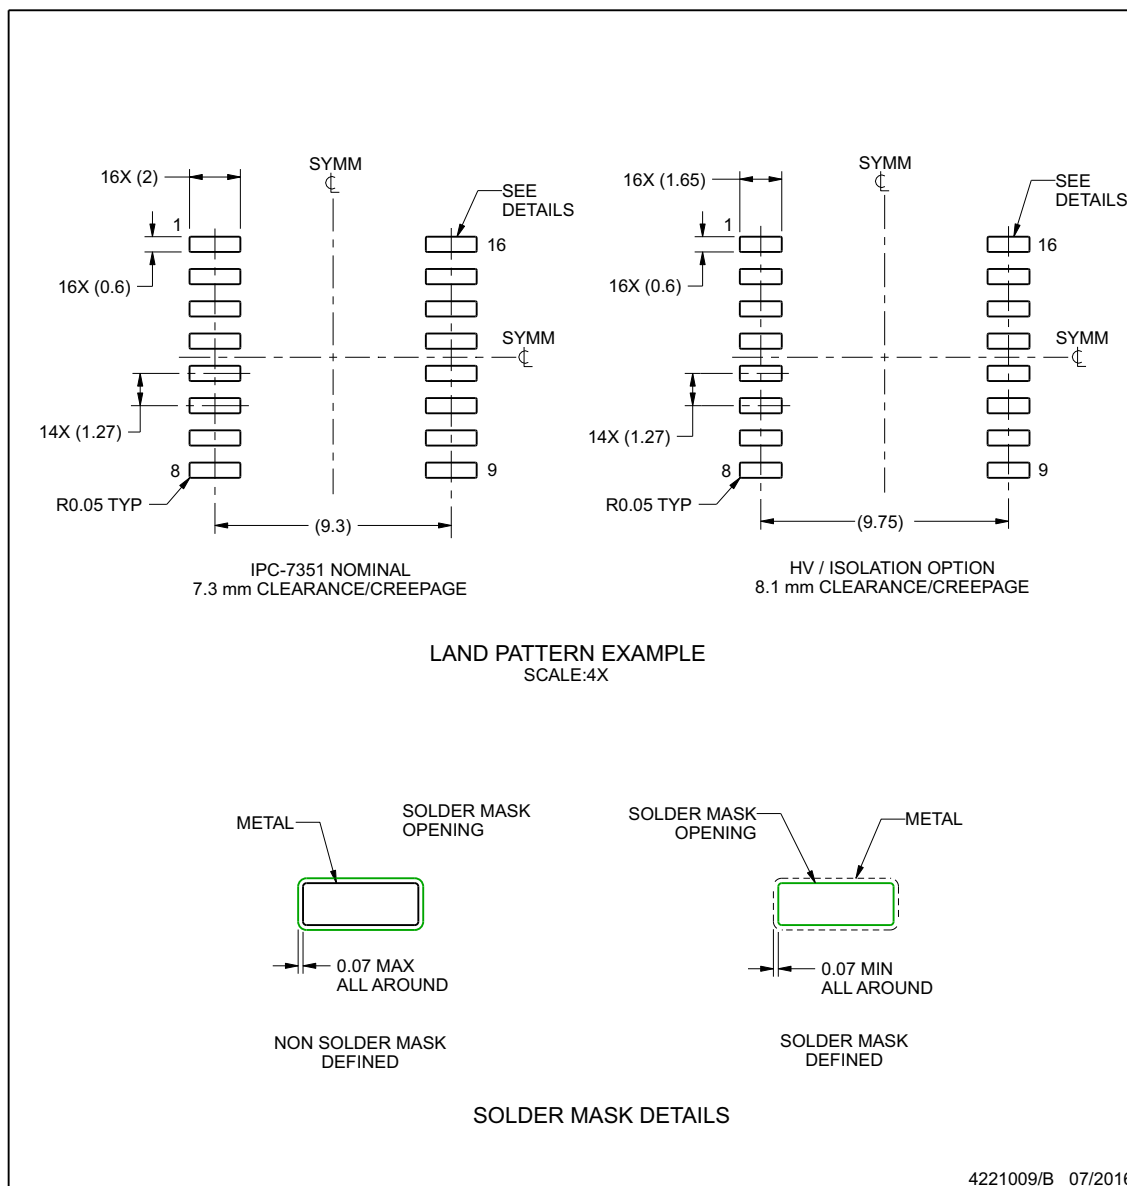 SYMM
℄
16X (2)
SEE
DETAILS
1
16
16X (0.6)
SYMM
℄
14X (1.27)
8
9
R0.05 TYP
(9.3)
IPC-7351 NOMINAL
7.3 mm CLEARANCE/CREEPAGE
SYMM
℄
16X (1.65)
SEE
DETAILS
1
16
16X (0.6)
SYMM
℄
14X (1.27)
8
9
R0.05 TYP
(9.75)
HV / ISOLATION OPTION
8.1 mm CLEARANCE/CREEPAGE
LAND PATTERN EXAMPLE
SCALE:4X
METAL
SOLDER MASK
OPENING
0.07 MAX
ALL AROUND
NON SOLDER MASK
DEFINED
SOLDER MASK
OPENING
METAL
0.07 MIN
ALL AROUND
SOLDER MASK
DEFINED
SOLDER MASK DETAILS
4221009/B 07/2016